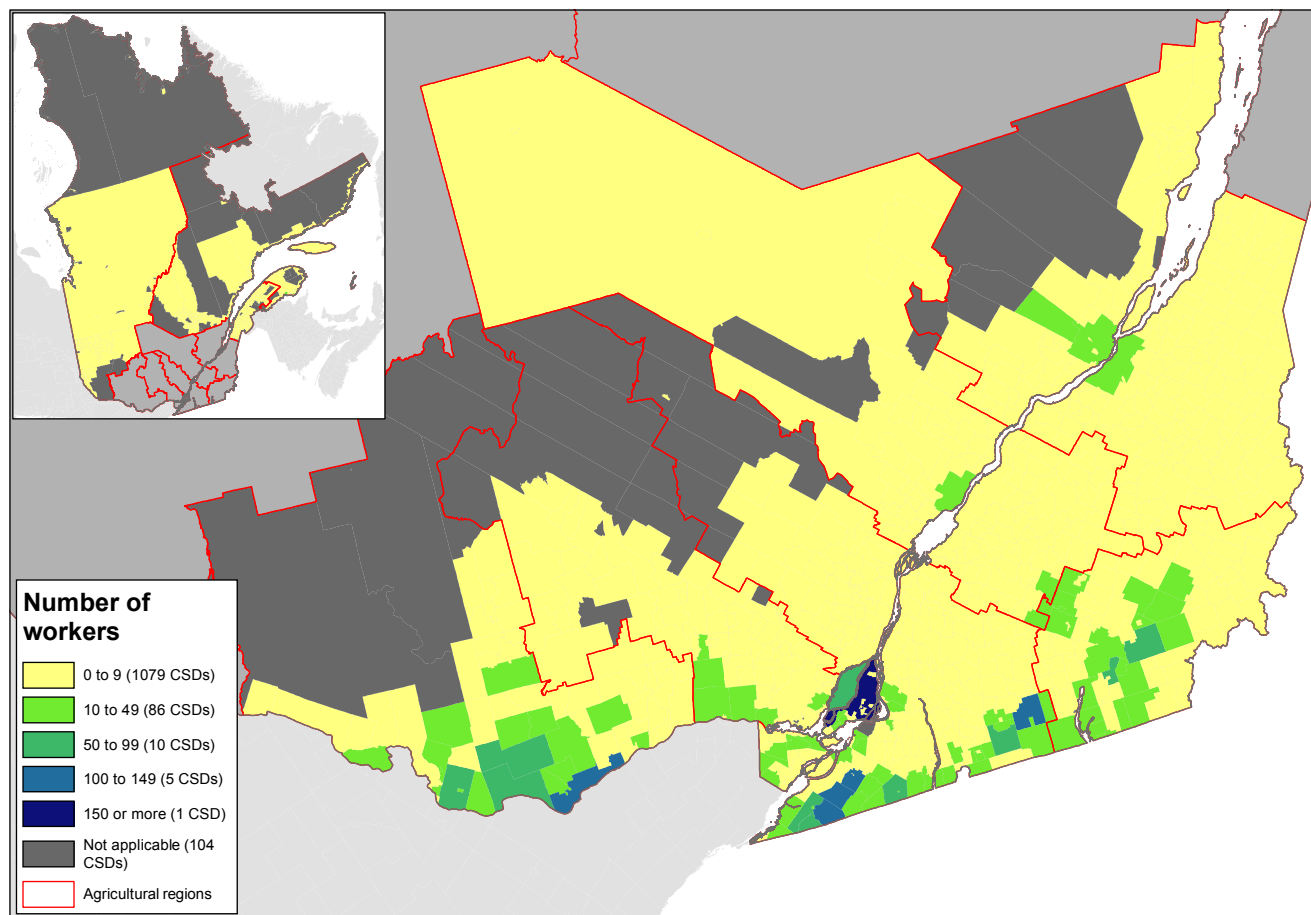 Number of
workers
0 to 9 (1079 CSDs)
10 to 49 (86 CSDs)
50 to 99 (10 CSDs)
100 to 149 (5 CSDs)
150 or more (1 CSD)
Not applicable (104
CSDs)
Agricultural regions